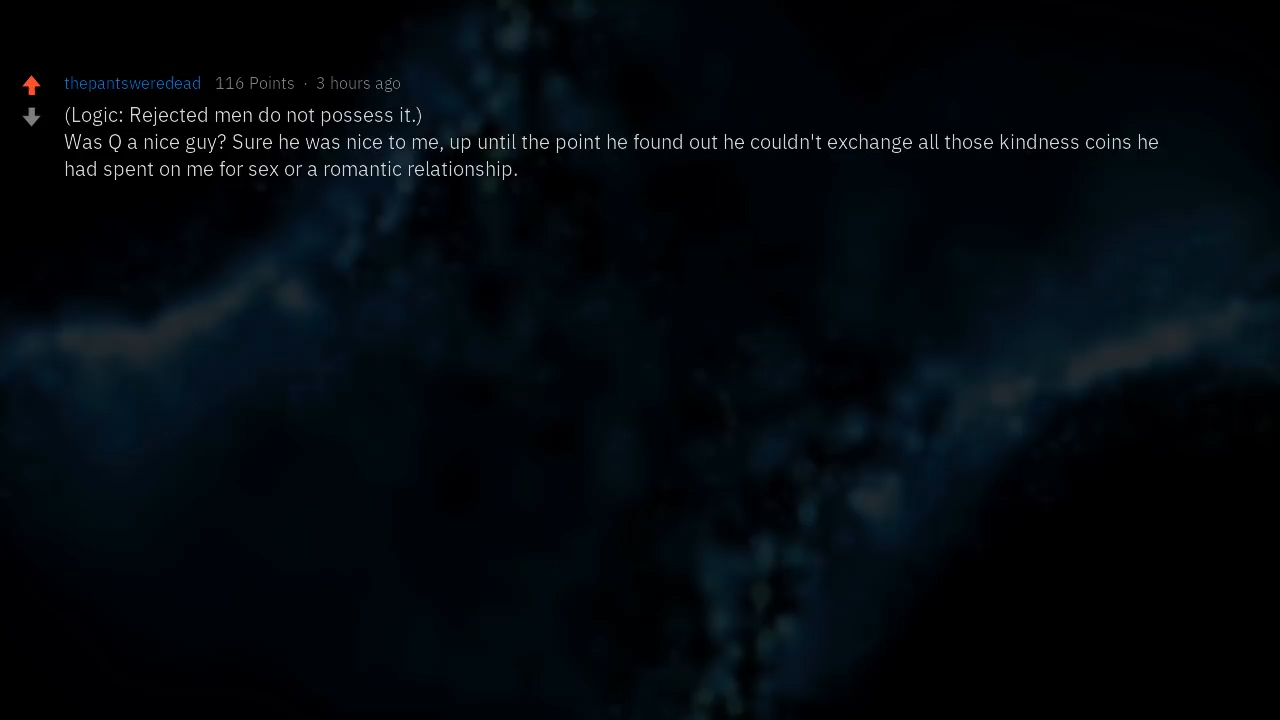 thepantsweredead 116 Points · 3 hours ago
(Logic: Rejected men do not possess it.)
Was Q a nice guy? Sure he was nice to me, up until the point he found out he couldn't exchange all those kindness coins he
had spent on me for sex or a romantic relationship.